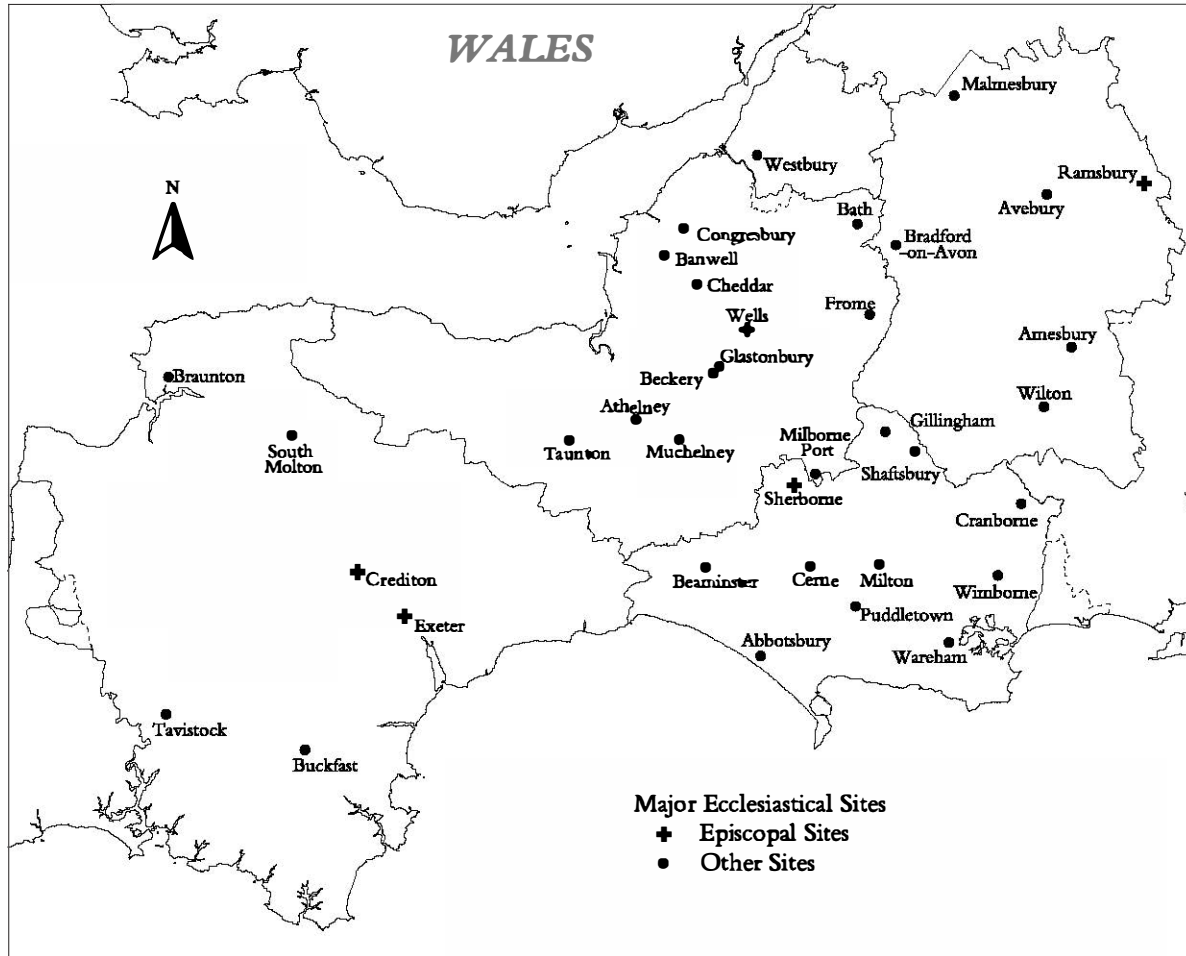 WALES
Malmesbury
Westbury
Ramsbury
N
Avebury
Bath
Congresbury
Bradford
-on-Avon
Banwell
Cheddar
Frome
Wells
Amesbury
Glastonbury
Braunton
Beckery
Wilton
Athelney
Gillingham
South
Molton
Taunton
Muchelney
Milborne
Port
Shaftsbury
Sherborne
Cranborne
Crediton
Beaminster
Cerne
Milton
Wimborne
Exeter
Puddletown
Abbotsbury
Wareham
Tavistock
Buckfast
Major Ecclesiastical Sites
Episcopal Sites
Other Sites